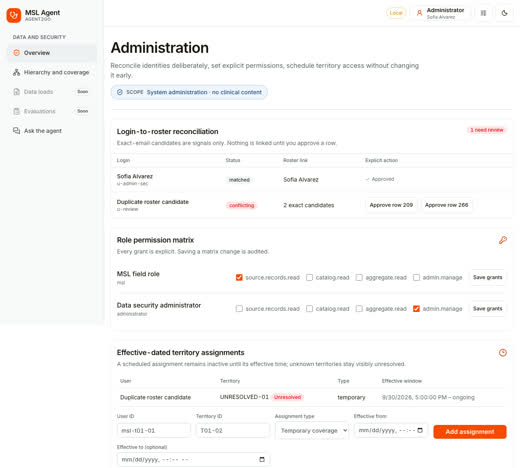 MSL Agent
AGENT2GO
Local
Administrator
Sofia Alvarez
DATA AND SECURITY
Overview
Hierarchy and coverage
Data loads
Soon
Evaluations
Soon
Ask the agent
Administration
Reconcile identities deliberately, set explicit permissions, schedule territory access without changing
it early.
SCOPE System administration · no clinical content
Login-to-roster reconciliation
1 need review
Exact-email candidates are signals only. Nothing is linked until you approve a row.
Login Status Roster link Explicit action
Sofia Alvarez
u-admin-sec
matched
Sofia Alvarez
✓ Approved
Duplicate roster candidate
u-review
conflicting
2 exact candidates
Approve row 209
Approve row 266
Role permission matrix
Every grant is explicit. Saving a matrix change is audited.
MSL field role
msl
source.records.read catalog.read aggregate.read admin.manage
Save grants
Data security administrator
administrator
source.records.read catalog.read aggregate.read admin.manage
Save grants
Effective-dated territory assignments
A scheduled assignment remains inactive until its effective time; unknown territories stay visibly unresolved.
User Territory Type Effective window
Duplicate roster candidate UNRESOLVED-01 Unresolved temporary 9/30/2026, 5:00:00 PM – ongoing
User ID Territory ID Assignment type Effective from
msl-t01-01 T01-02 Temporary coverage mm/dd/yyyy, --:-- --
Add assignment
Effective to (optional)
mm/dd/yyyy, --:-- --